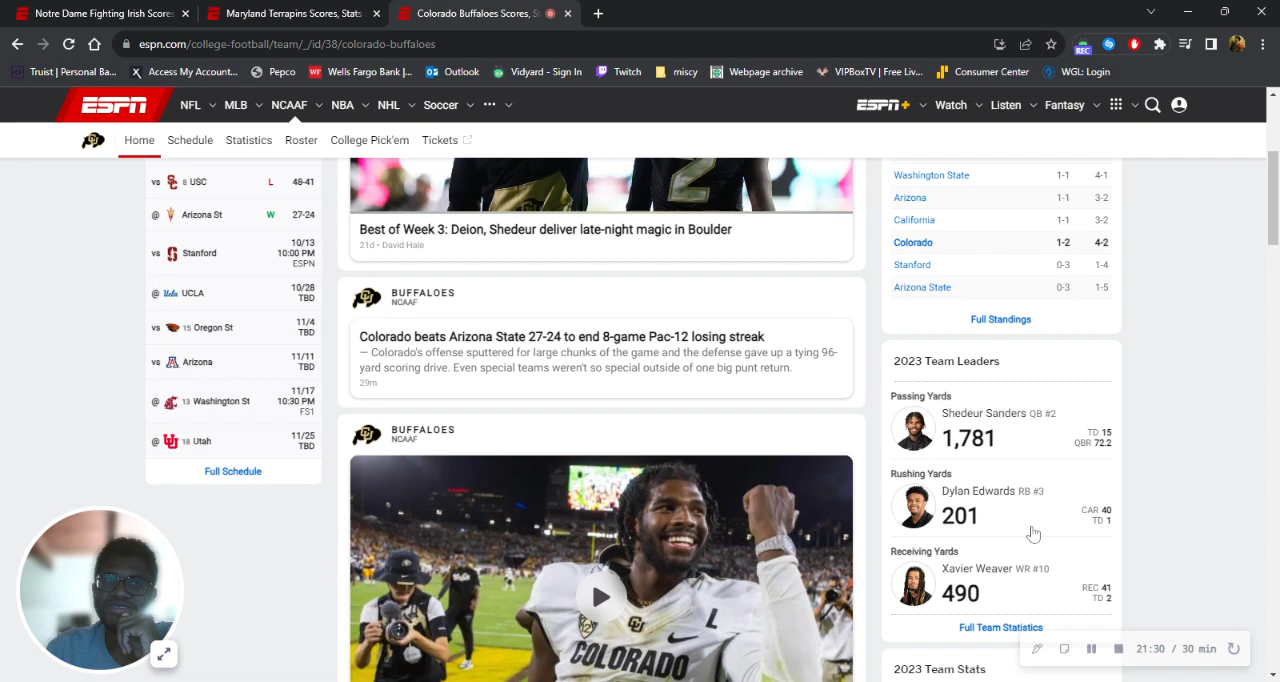 Notre Dame Fighting Irish Scores
Maryland Terrapins Scores, Stats
Colorado Buffaloes Scores, S
espn.com/college-football/team/_/id/38/colorado-buffaloes
REC
Truist | Personal Ba...
Access My Account...
Pepco
WF Wells Fargo Bank |...
Outlook
Vidyard - Sign In
Twitch
miscy
Webpage archive
VIPBoxTV | Free Liv...
Consumer Center
WGL: Login
ESPN
NFL
MLB
NCAAF
NBA
NHL
Soccer
ESPN+
Watch
Listen
Fantasy
Home
Schedule
Statistics
Roster
College Pick'em
Tickets
vs 8 USC L 48-41
@ Arizona St W 27-24
vs Stanford 10/13
10:00 PM
ESPN
@ Ucla UCLA 10/28
TBD
vs 15 Oregon St 11/4
TBD
vs Arizona 11/11
TBD
@ 13 Washington St 11/17
10:30 PM
FS1
@ 18 Utah 11/25
TBD
Full Schedule
2
Best of Week 3: Deion, Shedeur deliver late-night magic in Boulder
21d • David Hale
BUFFALOES
NCAAF
Colorado beats Arizona State 27-24 to end 8-game Pac-12 losing streak
— Colorado's offense sputtered for large chunks of the game and the defense gave up a tying 96-
yard scoring drive. Even special teams weren't so special outside of one big punt return.
29m
BUFFALOES
NCAAF
L
COLORADO
Washington State 1-1 4-1
Arizona 1-1 3-2
California 1-1 3-2
Colorado 1-2 4-2
Stanford 0-3 1-4
Arizona State 0-3 1-5
Full Standings
2023 Team Leaders
Passing Yards
Shedeur Sanders QB #2
1,781
TD 15
QBR 72.2
Rushing Yards
Dylan Edwards RB #3
201
CAR 40
TD 1
Receiving Yards
Xavier Weaver WR #10
490
REC 41
TD 2
Full Team Statistics
2023 Team Stats
21:30 / 30 min